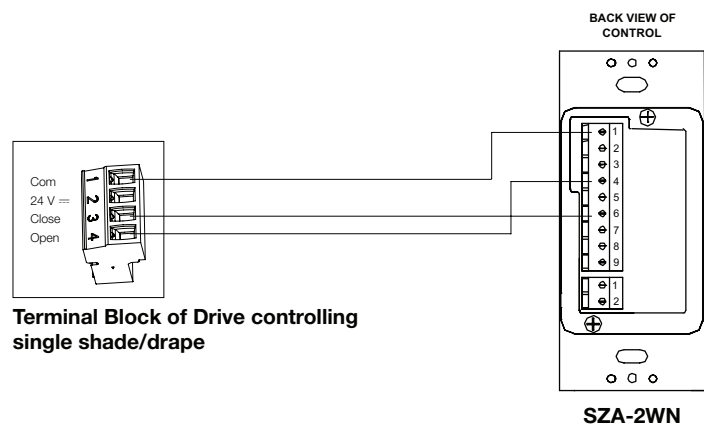 BACK VIEW OF
CONTROL
Com
24 V ⎓
Close
Open
1
2
3
4
1
2
3
4
5
6
7
8
9
1
2
Terminal Block of Drive controlling
single shade/drape
SZA-2WN